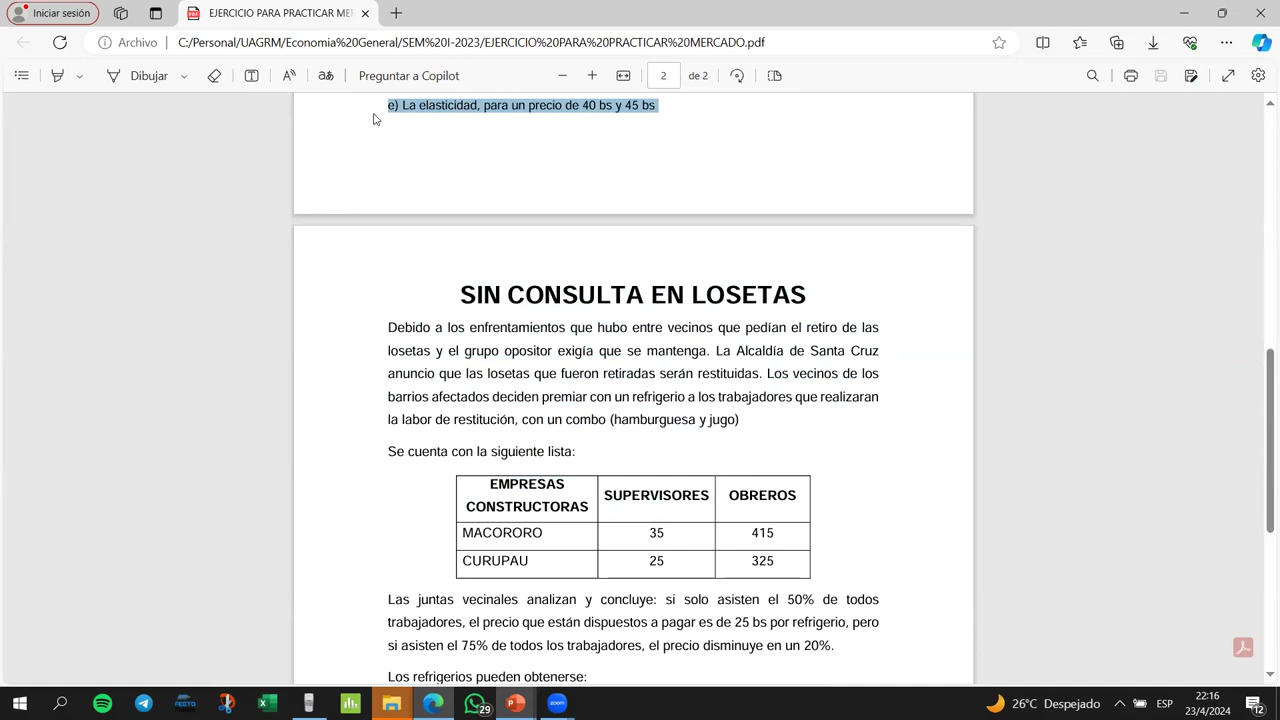 Iniciar sesión
EJERCICIO PARA PRACTICAR ME
Archivo
C:/Personal/UAGRM/Economia%20General/SEM%20I-2023/EJERCICIO%20PARA%20PRACTICAR%20MERCADO.pdf
Dibujar
Preguntar a Copilot
2
de 2
e) La elasticidad, para un precio de 40 bs y 45 bs
SIN CONSULTA EN LOSETAS
Debido a los enfrentamientos que hubo entre vecinos que pedían el retiro de las
losetas y el grupo opositor exigía que se mantenga. La Alcaldía de Santa Cruz
anuncio que las losetas que fueron retiradas serán restituidas. Los vecinos de los
barrios afectados deciden premiar con un refrigerio a los trabajadores que realizaran
la labor de restitución, con un combo (hamburguesa y jugo)
Se cuenta con la siguiente lista:
EMPRESAS
CONSTRUCTORAS
SUPERVISORES
OBREROS
MACORORO 35 415
CURUPAU 25 325
Las juntas vecinales analizan y concluye: si solo asisten el 50% de todos
trabajadores, el precio que están dispuestos a pagar es de 25 bs por refrigerio, pero
si asisten el 75% de todos los trabajadores, el precio disminuye en un 20%.
Los refrigerios pueden obtenerse:
FESTO
29
zoom
26°C Despejado
ESP
22:16
23/4/2024
12